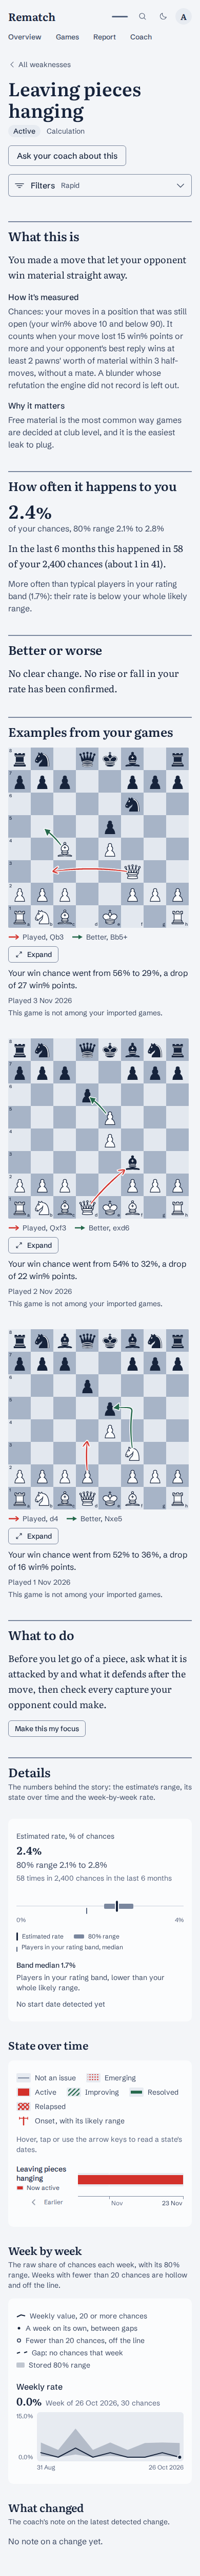 Rematch
A
Overview Games Report Coach
All weaknesses
Leaving pieces
hanging
Active Calculation
Ask your coach about this
Filters Rapid
What this is
You made a move that let your opponent
win material straight away.
How it's measured
Chances: your moves in a position that was still
open (your win% above 10 and below 90). It
counts when your move lost 15 win% points or
more and your opponent's best reply wins at
least 2 pawns' worth of material within 3 half-
moves, without a mate. A blunder whose
refutation the engine did not record is left out.
Why it matters
Free material is the most common way games
are decided at club level, and it is the easiest
leak to plug.
How often it happens to you
2.4%
of your chances, 80% range 2.1% to 2.8%
In the last 6 months this happened in 58
of your 2,400 chances (about 1 in 41).
More often than typical players in your rating
band (1.7%): their rate is below your whole likely
range.
Better or worse
No clear change. No rise or fall in your
rate has been confirmed.
Examples from your games
Played, Qb3 Better, Bb5+
Expand
Your win chance went from 56% to 29%, a drop
of 27 win% points.
Played 3 Nov 2026
This game is not among your imported games.
Played, Qxf3 Better, exd6
Expand
Your win chance went from 54% to 32%, a drop
of 22 win% points.
Played 2 Nov 2026
This game is not among your imported games.
Played, d4 Better, Nxe5
Expand
Your win chance went from 52% to 36%, a drop
of 16 win% points.
Played 1 Nov 2026
This game is not among your imported games.
What to do
Before you let go of a piece, ask what it is
attacked by and what it defends after the
move, then check every capture your
opponent could make.
Make this my focus
Details
The numbers behind the story: the estimate's range, its
state over time and the week-by-week rate.
Estimated rate, % of chances
2.4%
80% range 2.1% to 2.8%
58 times in 2,400 chances in the last 6 months
0% 4%
Estimated rate 80% range
Players in your rating band, median
Band median 1.7%
Players in your rating band, lower than your
whole likely range.
No start date detected yet
State over time
Not an issue Emerging
Active Improving Resolved
Relapsed
Onset, with its likely range
Hover, tap or use the arrow keys to read a state's
dates.
Leaving pieces
hanging
Now active
Earlier Nov 23 Nov
Week by week
The raw share of chances each week, with its 80%
range. Weeks with fewer than 20 chances are hollow
and off the line.
Weekly value, 20 or more chances
A week on its own, between gaps
Fewer than 20 chances, off the line
Gap: no chances that week
Stored 80% range
Weekly rate
0.0% Week of 26 Oct 2026, 30 chances
15.0%
0.0%
31 Aug 26 Oct 2026
What changed
The coach's note on the latest detected change.
No note on a change yet.